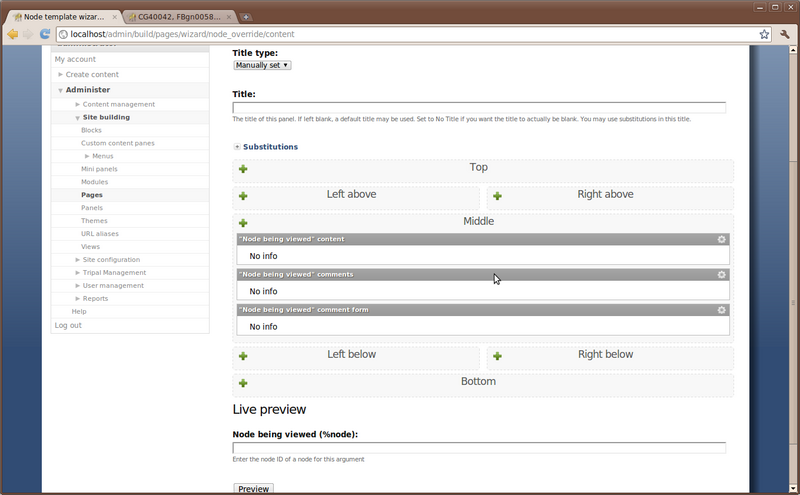 Node template wizar...
CG40042, FBgn0058...
localhost/admin/build/pages/wizard/node_override/content
My account
Create content
Administer
Content management
Site building
Blocks
Custom content panes
Menus
Mini panels
Modules
Pages
Panels
Themes
URL aliases
Views
Site configuration
Tripal Management
User management
Reports
Help
Log out
Title type:
Manually set
Title:
The title of this panel. If left blank, a default title may be used. Set to No Title if you want the title to actually be blank. You may use substitutions in this title.
Substitutions
Top
Left above
Right above
Middle
"Node being viewed" content
No info
"Node being viewed" comments
No info
"Node being viewed" comment form
No info
Left below
Right below
Bottom
Live preview
Node being viewed (%node):
Enter the node ID of a node for this argument
Preview